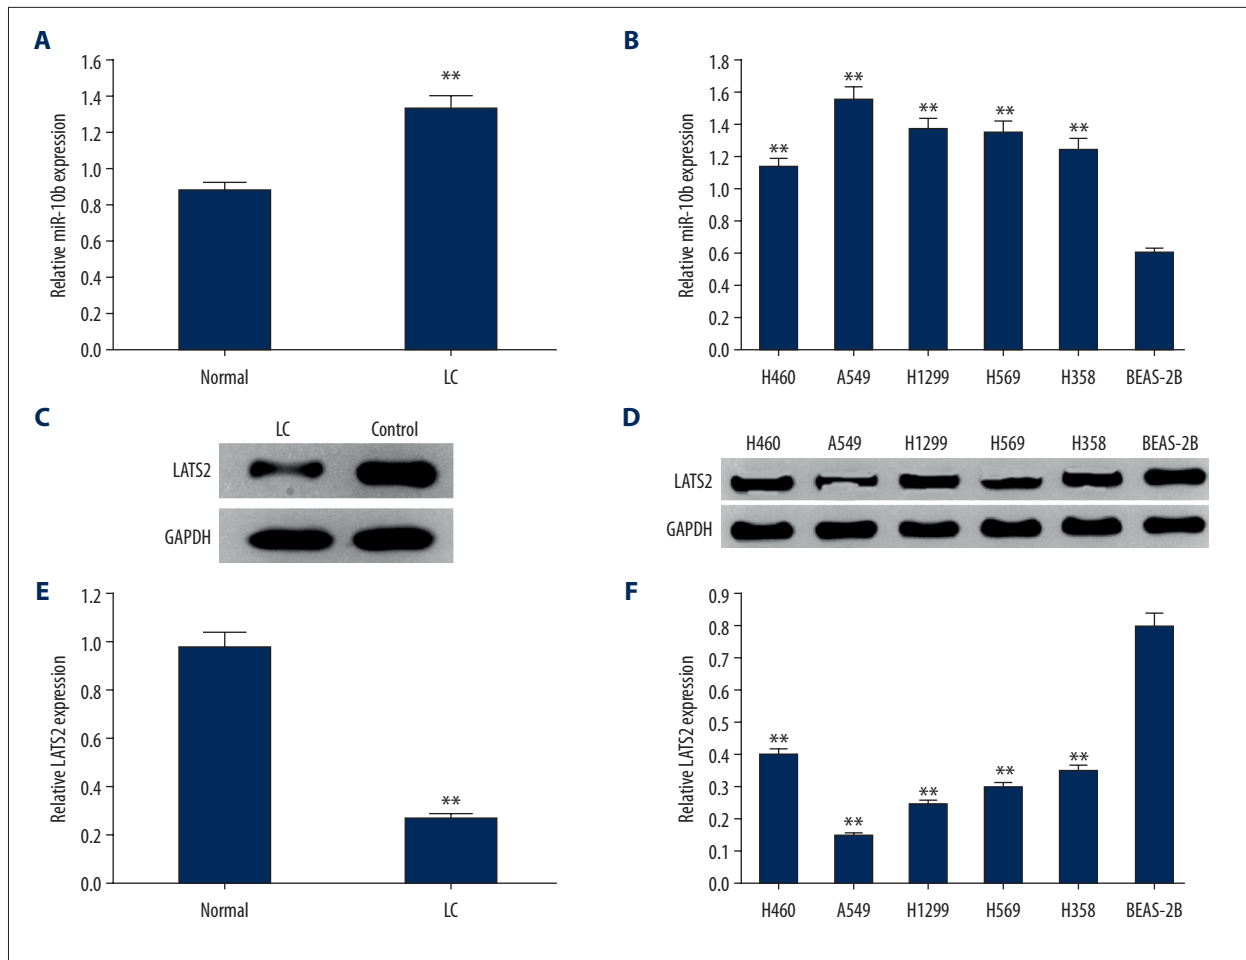 A
Relative miR-10b expression
1.6
1.4
1.2
1.0
0.8
0.6
0.4
0.2
0.0
**
Normal LC
B
Relative miR-10b expression
1.8
1.6
1.4
1.2
1.0
0.8
0.6
0.4
0.2
0.0
** ** ** ** **
H460 A549 H1299 H569 H358 BEAS-2B
C
LC Control
LATS2
GAPDH
D
H460 A549 H1299 H569 H358 BEAS-2B
LATS2
GAPDH
E
Relative LATS2 expression
1.2
1.0
0.8
0.6
0.4
0.2
0.0
**
Normal LC
F
Relative LATS2 expression
0.9
0.8
0.7
0.6
0.5
0.4
0.3
0.2
0.1
0.0
** ** ** ** **
H460 A549 H1299 H569 H358 BEAS-2B